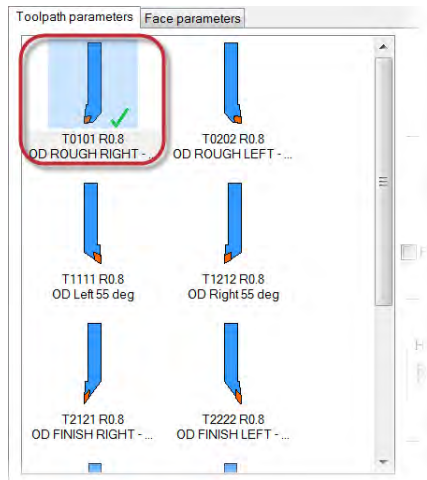 Toolpath parameters Face parameters
T0101 R0.8 T0202 R0.8
OD ROUGH RIGHT - ... OD ROUGH LEFT - ...
T1111 R0.8 T1212 R0.8
OD Left 55 deg OD Right 55 deg
T2121 R0.8 T2222 R0.8
OD FINISH RIGHT - ... OD FINISH LEFT - ...